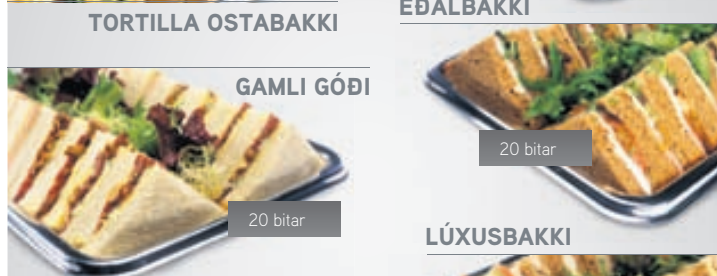 TORTILLA OSTABAKKI
GAMLI GÓÐI
20 bitar
EÐALBAKKI
20 bitar
LÚXUSBAKKI